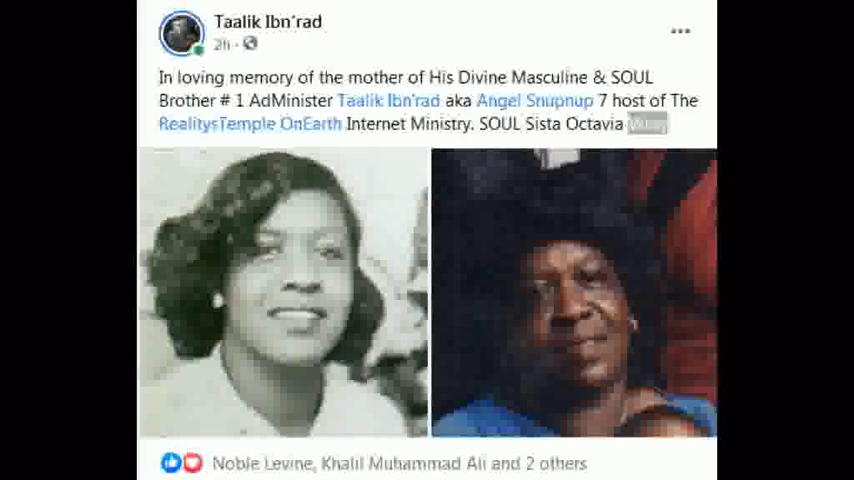 Taalik Ibn'rad
2h ·
In loving memory of the mother of His Divine Masculine & SOUL
Brother # 1 AdMinister Taalik Ibn'rad aka Angel Snupnup 7 host of The
RealitysTemple OnEarth Internet Ministry. SOUL Sista Octavia
Noble Levine, Khalil Muhammad Ali and 2 others